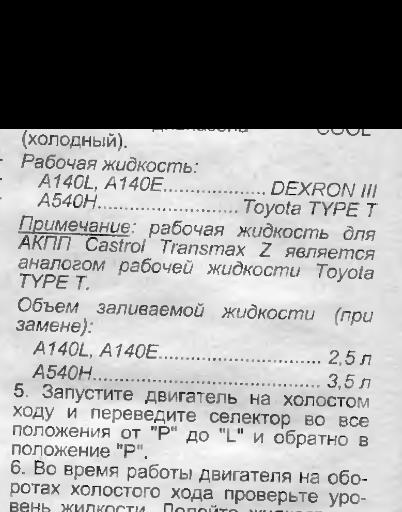 COOL
(холодный).
Рабочая жидкость:
A140L, A140E.................. DEXRON III
A540H......................... Toyota TYPE T
Примечание: рабочая жидкость для
АКПП Castrol Transmax Z является
аналогом рабочей жидкости Toyota
TYPE T.
Объем заливаемой жидкости (при
замене):
A140L, A140E............................ 2,5 л
A540H....................................... 3,5 л
5. Запустите двигатель на холостом
ходу и переведите селектор во все
положения от "P" до "L" и обратно в
положение "P".
6. Во время работы двигателя на обо-
ротах холостого хода проверьте уро-
вень жидкости.